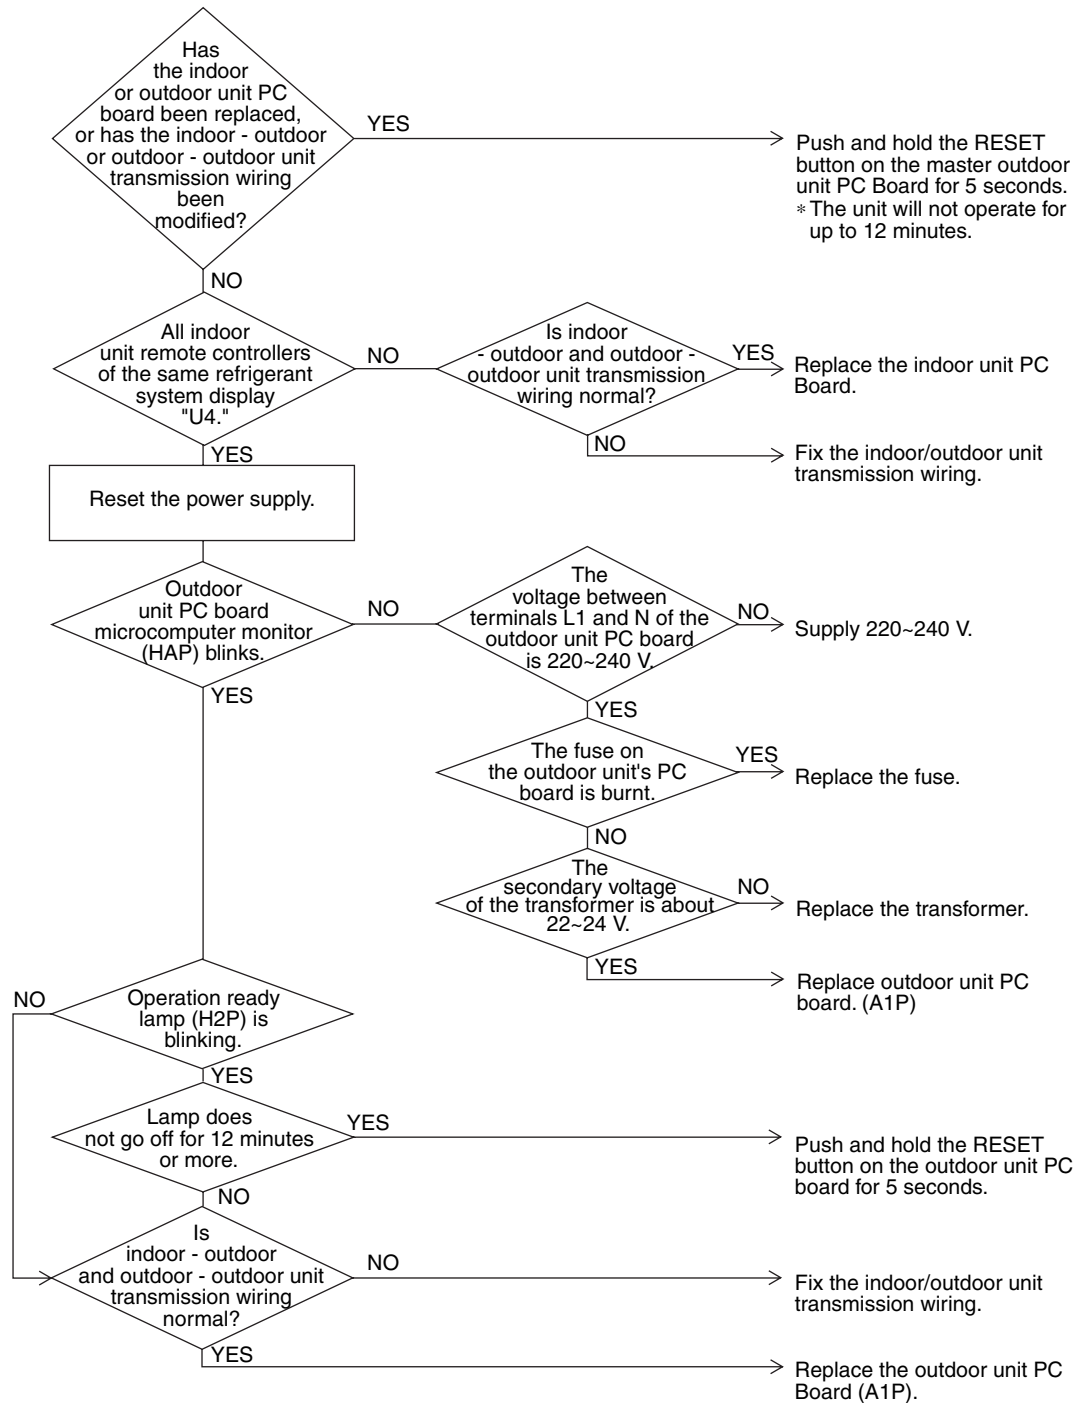 Has
the indoor
or outdoor unit PC
board been replaced,
or has the indoor - outdoor
or outdoor - outdoor unit
transmission wiring
been
modified?
YES
Push and hold the RESET
button on the master outdoor
unit PC Board for 5 seconds.
* The unit will not operate for
up to 12 minutes.
NO
All indoor
unit remote controllers
of the same refrigerant
system display
"U4."
NO
Is indoor
- outdoor and outdoor -
outdoor unit transmission
wiring normal?
YES
Replace the indoor unit PC
Board.
NO
Fix the indoor/outdoor unit
transmission wiring.
YES
Reset the power supply.
Outdoor
unit PC board
microcomputer monitor
(HAP) blinks.
NO
The
voltage between
terminals L1 and N of the
outdoor unit PC board
is 220~240 V.
NO
Supply 220~240 V.
YES
The fuse on
the outdoor unit's PC
board is burnt.
YES
Replace the fuse.
NO
The
secondary voltage
of the transformer is about
22~24 V.
NO
Replace the transformer.
YES
Replace outdoor unit PC
board. (A1P)
YES
Operation ready
lamp (H2P) is
blinking.
NO
YES
Lamp does
not go off for 12 minutes
or more.
YES
Push and hold the RESET
button on the outdoor unit PC
board for 5 seconds.
NO
Is
indoor - outdoor
and outdoor - outdoor unit
transmission wiring
normal?
NO
Fix the indoor/outdoor unit
transmission wiring.
YES
Replace the outdoor unit PC
Board (A1P).